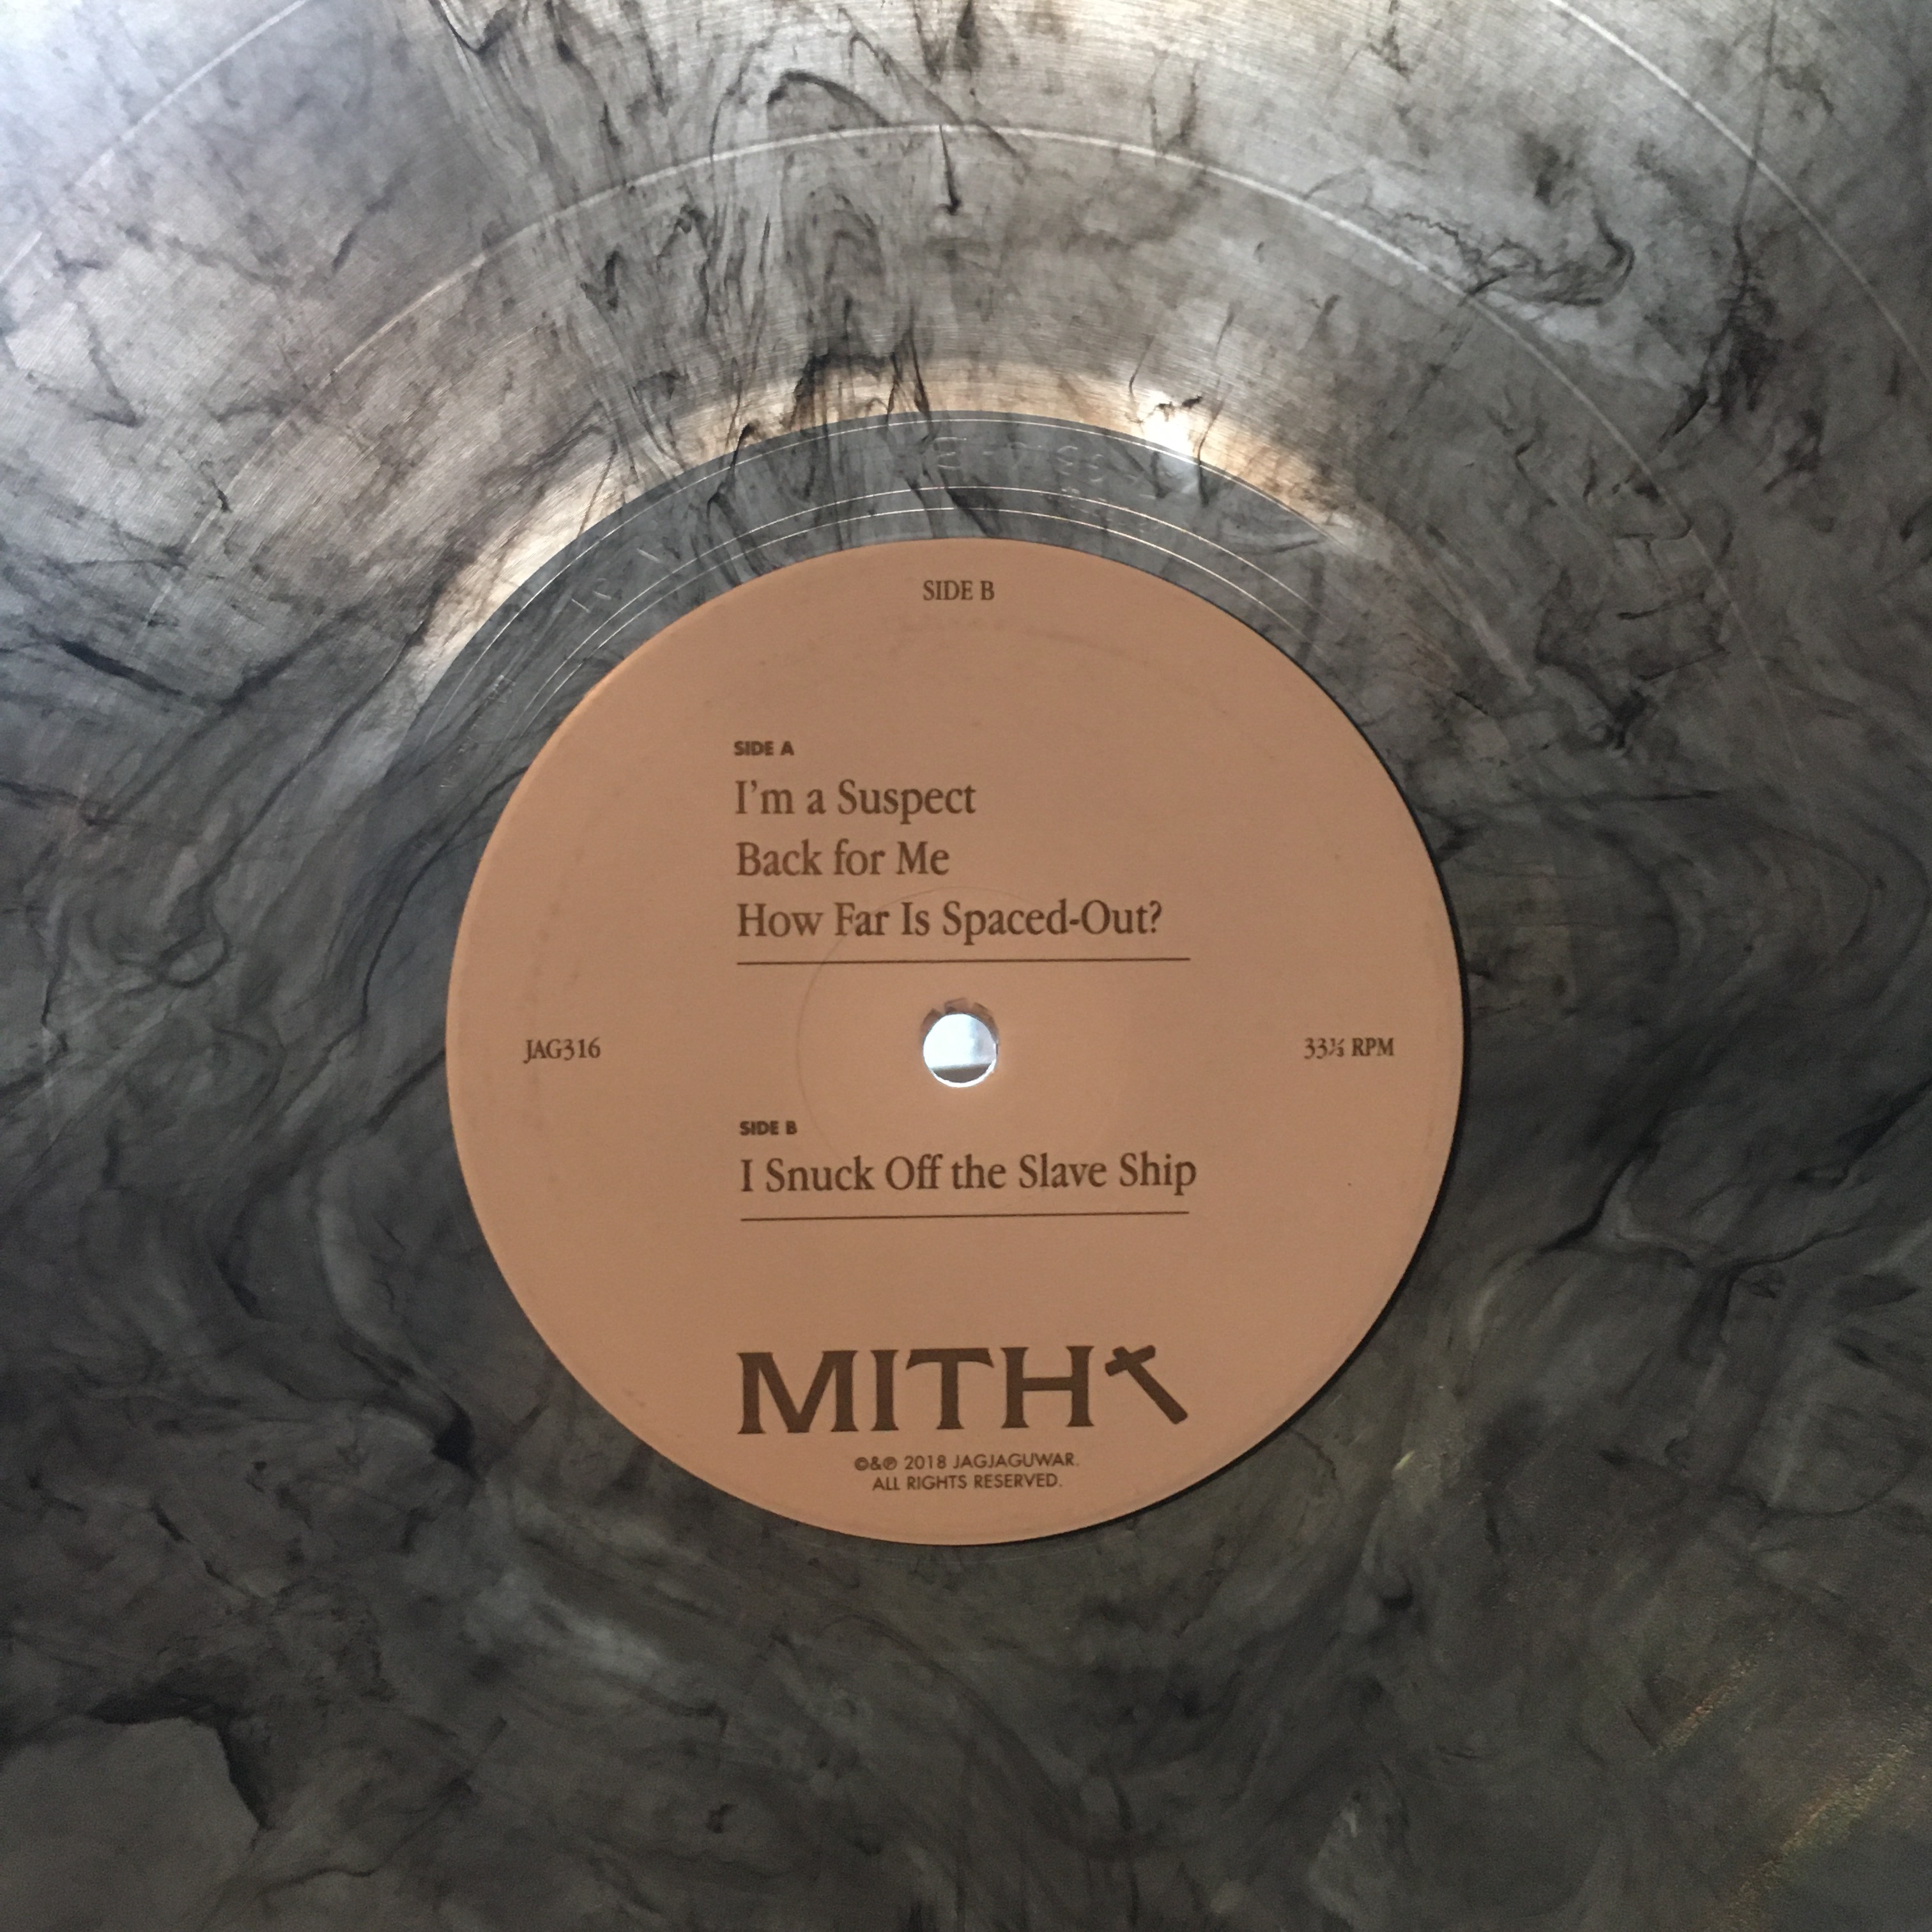 SIDE B
SIDE A
I'm a Suspect
Back for Me
How Far Is Spaced-Out?
JAG316
33⅓ RPM
SIDE B
I Snuck Off the Slave Ship
MITH
©&℗ 2018 JAGJAGUWAR.
ALL RIGHTS RESERVED.